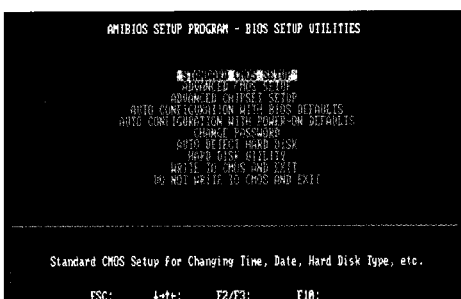 AMIBIOS SETUP PROGRAM - BIOS SETUP UTILITIES
STANDARD CMOS SETUP
ADVANCED CMOS SETUP
ADVANCED CHIPSET SETUP
AUTO CONFIGURATION WITH BIOS DEFAULTS
AUTO CONFIGURATION WITH POWER-ON DEFAULTS
CHANGE PASSWORD
AUTO DETECT HARD DISK
HARD DISK UTILITY
WRITE TO CMOS AND EXIT
DO NOT WRITE TO CMOS AND EXIT
Standard CMOS Setup for Changing Time, Date, Hard Disk Type, etc.
ESC: ↓→↑←: F2/F3: F10: